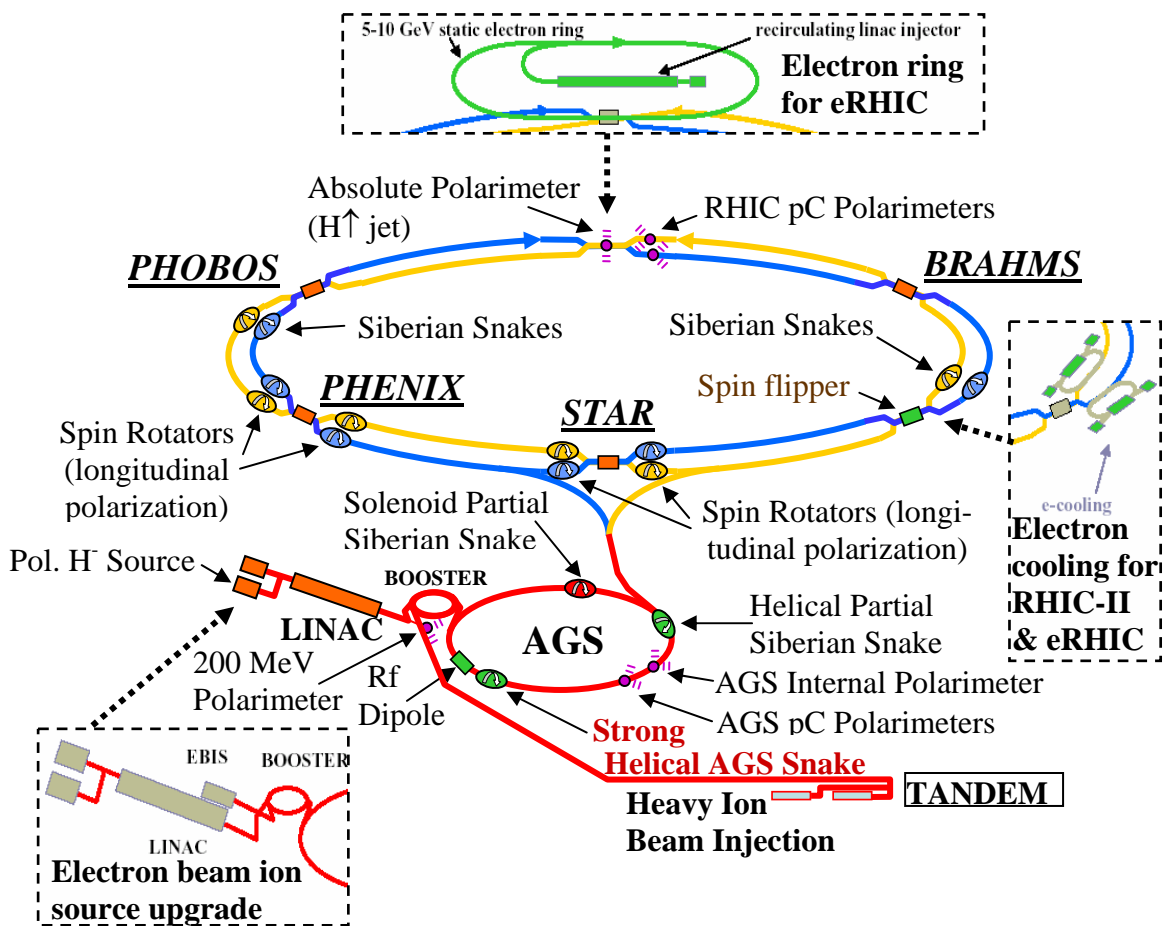 5-10 GeV static electron ring
recirculating linac injector
Electron ring
for eRHIC
Absolute Polarimeter
(H↑ jet)
RHIC pC Polarimeters
PHOBOS
BRAHMS
Siberian Snakes
Siberian Snakes
Spin flipper
PHENIX
STAR
Spin Rotators
(longitudinal
polarization)
Solenoid Partial
Siberian Snake
Spin Rotators (longi-
tudinal polarization)
e-cooling
Electron
cooling for
RHIC-II
& eRHIC
Pol. H⁻ Source
BOOSTER
LINAC
AGS
Helical Partial
Siberian Snake
200 MeV
Polarimeter
Rf
Dipole
AGS Internal Polarimeter
AGS pC Polarimeters
Strong
Helical AGS Snake
TANDEM
Heavy Ion
Beam Injection
EBIS
BOOSTER
LINAC
Electron beam ion
source upgrade